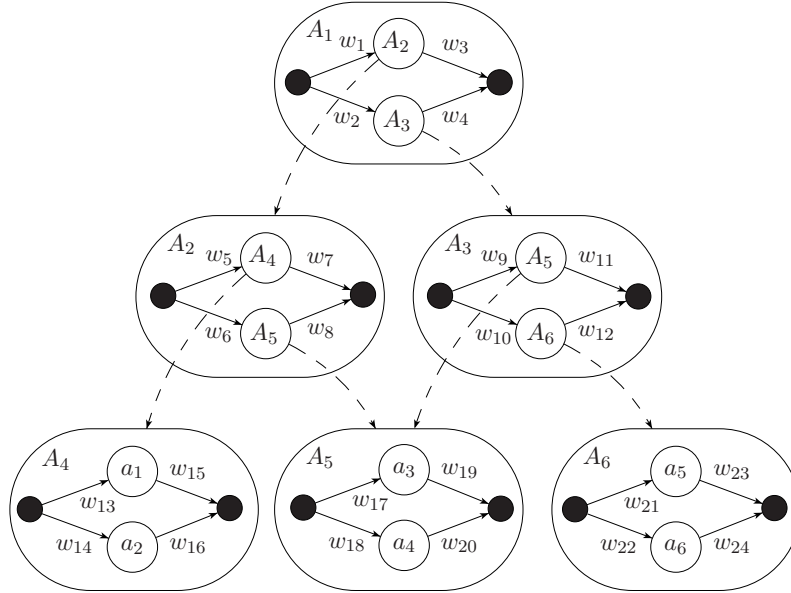 A₁ w₁ A₂ w₃
w₂ A₃ w₄
A₂ w₅ A₄ w₇
w₆ A₅ w₈
A₃ w₉ A₅ w₁₁
w₁₀ A₆ w₁₂
A₄ a₁ w₁₅
w₁₃
w₁₄ a₂ w₁₆
A₅ a₃ w₁₉
w₁₇
w₁₈ a₄ w₂₀
A₆ a₅ w₂₃
w₂₁
w₂₂ a₆ w₂₄